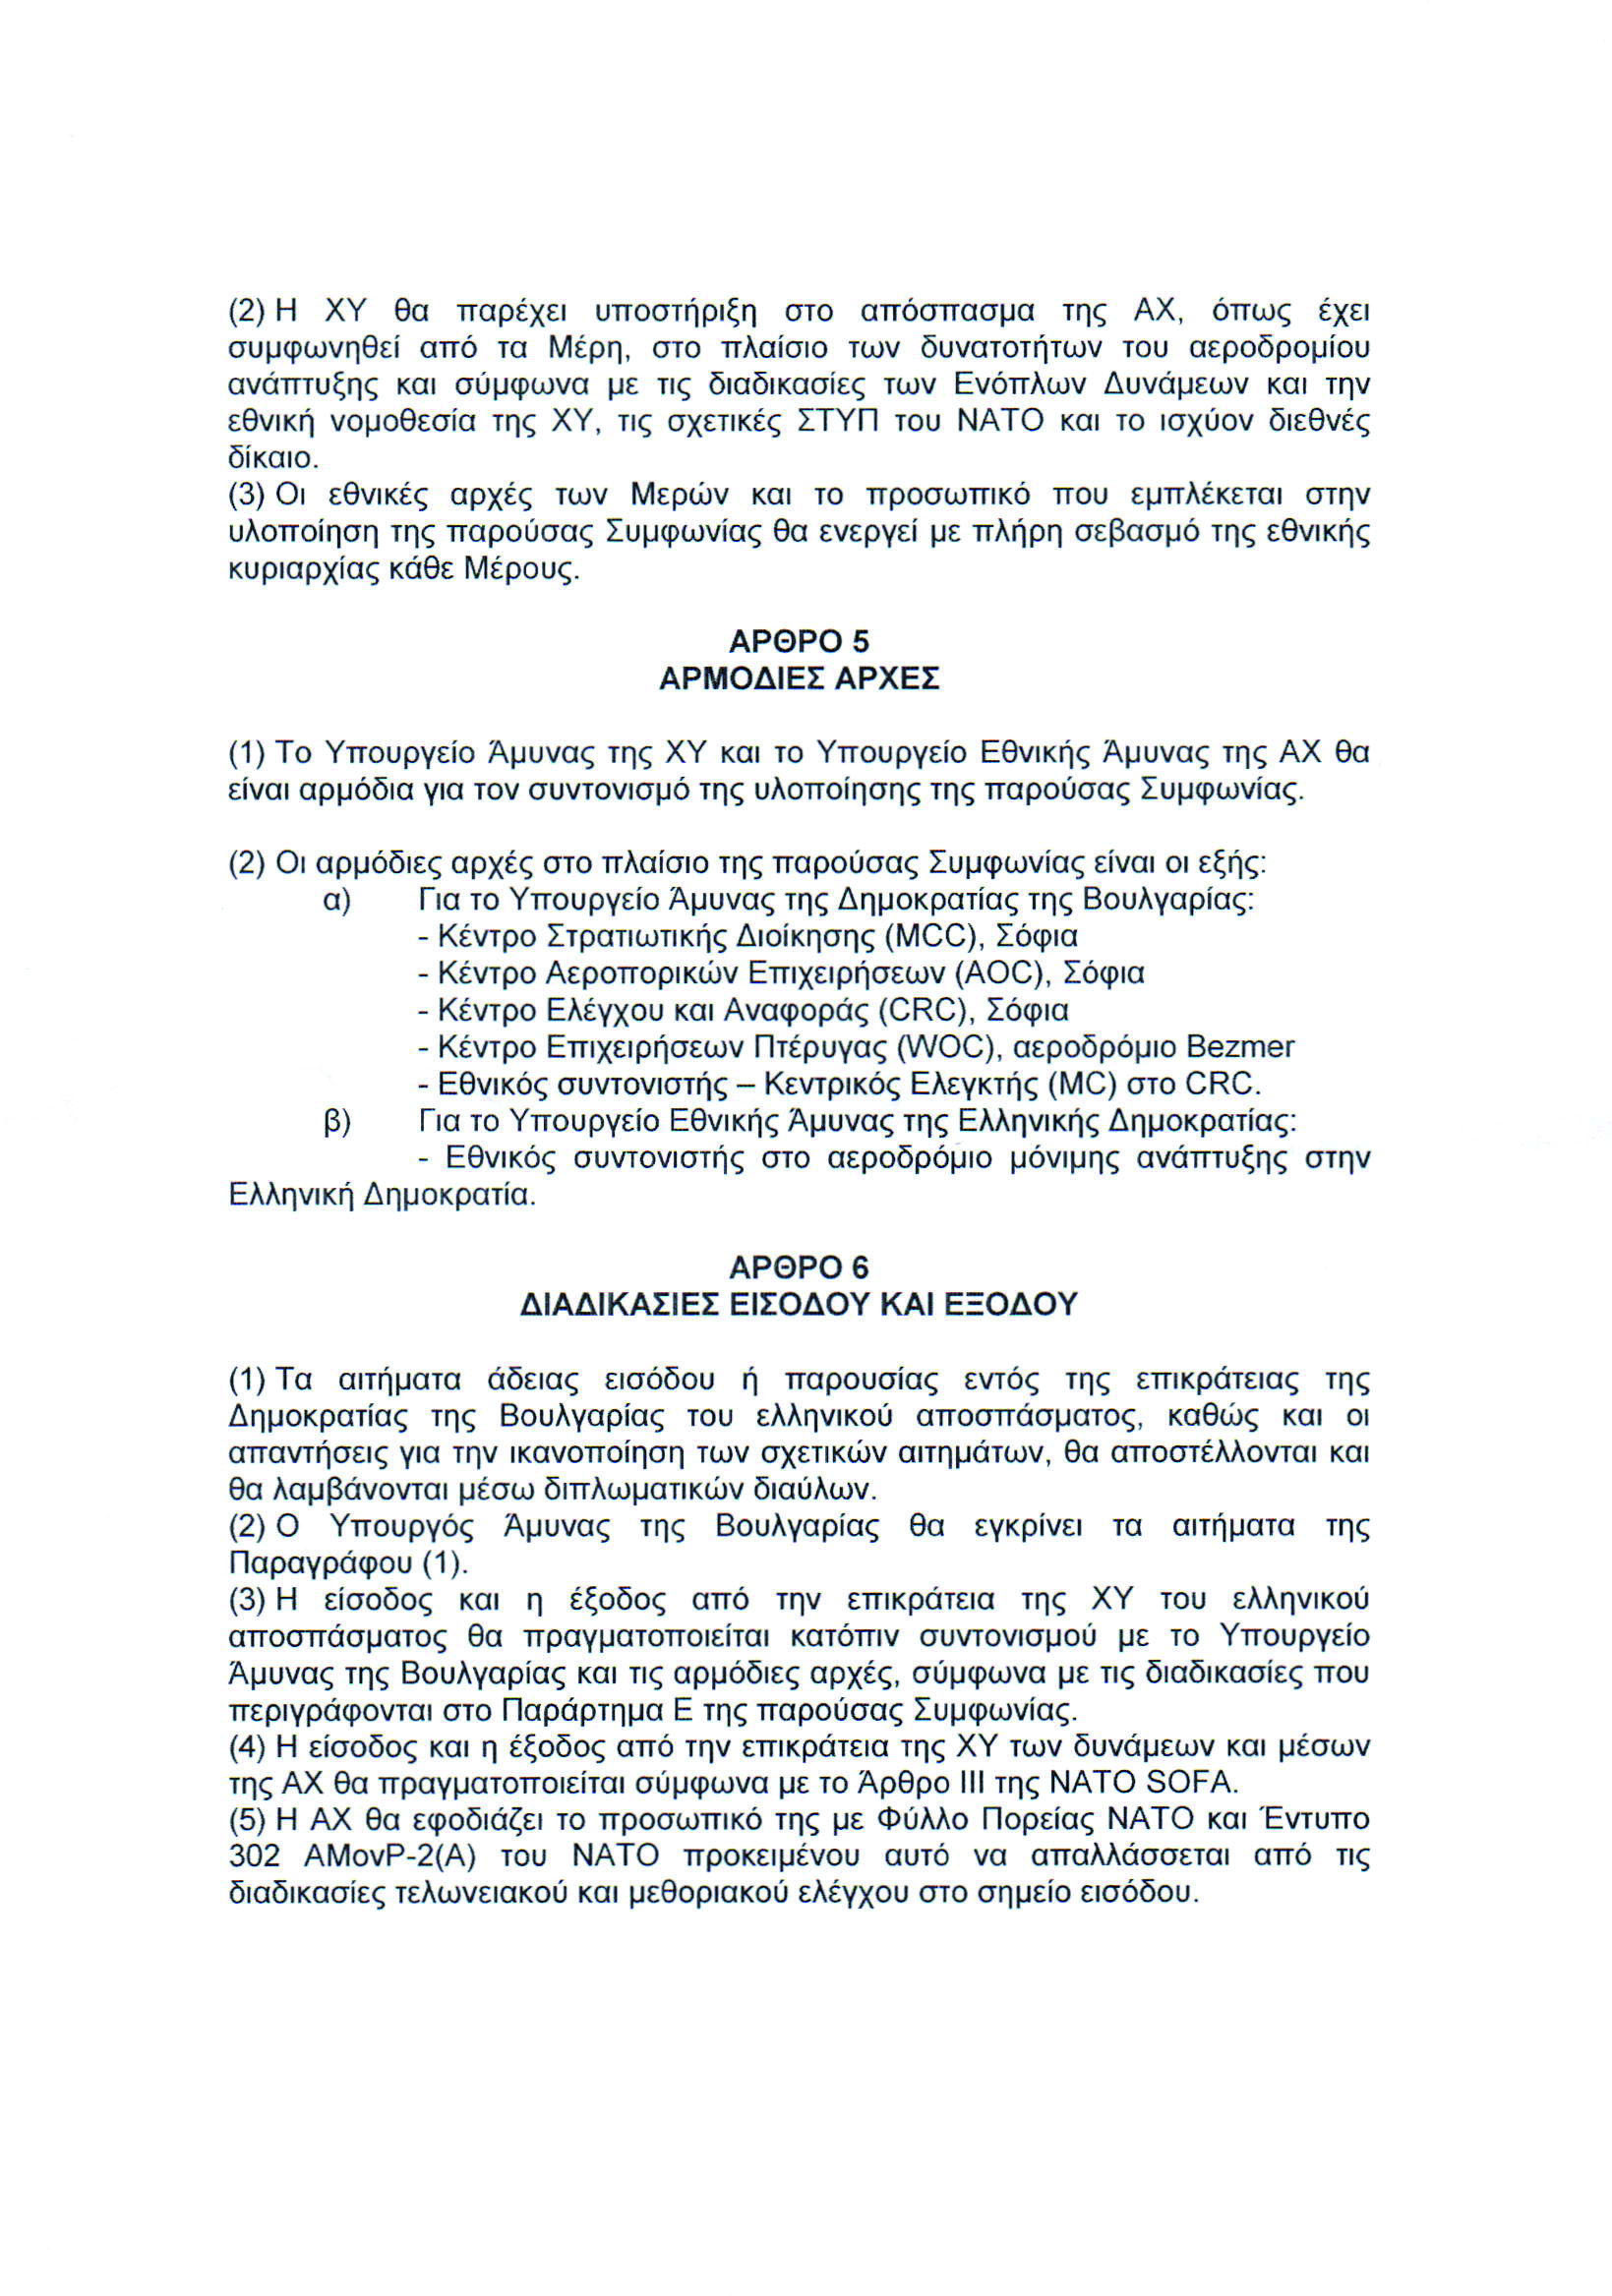 (2) Η ΧΥ θα παρέχει υποστήριξη στο απόσπασμα της ΑΧ, όπως έχει
συμφωνηθεί από τα Μέρη, στο πλαίσιο των δυνατοτήτων του αεροδρομίου
ανάπτυξης και σύμφωνα με τις διαδικασίες των Ενόπλων Δυνάμεων και την
εθνική νομοθεσία της ΧΥ, τις σχετικές ΣΤΥΠ του ΝΑΤΟ και το ισχύον διεθνές
δίκαιο.
(3) Οι εθνικές αρχές των Μερών και το προσωπικό που εμπλέκεται στην
υλοποίηση της παρούσας Συμφωνίας θα ενεργεί με πλήρη σεβασμό της εθνικής
κυριαρχίας κάθε Μέρους.
ΑΡΘΡΟ 5
ΑΡΜΟΔΙΕΣ ΑΡΧΕΣ
(1) Το Υπουργείο Άμυνας της ΧΥ και το Υπουργείο Εθνικής Άμυνας της ΑΧ θα
είναι αρμόδια για τον συντονισμό της υλοποίησης της παρούσας Συμφωνίας.
(2) Οι αρμόδιες αρχές στο πλαίσιο της παρούσας Συμφωνίας είναι οι εξής:
α) Για το Υπουργείο Άμυνας της Δημοκρατίας της Βουλγαρίας:
- Κέντρο Στρατιωτικής Διοίκησης (MCC), Σόφια
- Κέντρο Αεροπορικών Επιχειρήσεων (AOC), Σόφια
- Κέντρο Ελέγχου και Αναφοράς (CRC), Σόφια
- Κέντρο Επιχειρήσεων Πτέρυγας (WOC), αεροδρόμιο Bezmer
- Εθνικός συντονιστής – Κεντρικός Ελεγκτής (MC) στο CRC.
β) Για το Υπουργείο Εθνικής Άμυνας της Ελληνικής Δημοκρατίας:
- Εθνικός συντονιστής στο αεροδρόμιο μόνιμης ανάπτυξης στην
Ελληνική Δημοκρατία.
ΑΡΘΡΟ 6
ΔΙΑΔΙΚΑΣΙΕΣ ΕΙΣΟΔΟΥ ΚΑΙ ΕΞΟΔΟΥ
(1) Τα αιτήματα άδειας εισόδου ή παρουσίας εντός της επικράτειας της
Δημοκρατίας της Βουλγαρίας του ελληνικού αποσπάσματος, καθώς και οι
απαντήσεις για την ικανοποίηση των σχετικών αιτημάτων, θα αποστέλλονται και
θα λαμβάνονται μέσω διπλωματικών διαύλων.
(2) Ο Υπουργός Άμυνας της Βουλγαρίας θα εγκρίνει τα αιτήματα της
Παραγράφου (1).
(3) Η είσοδος και η έξοδος από την επικράτεια της ΧΥ του ελληνικού
αποσπάσματος θα πραγματοποιείται κατόπιν συντονισμού με το Υπουργείο
Άμυνας της Βουλγαρίας και τις αρμόδιες αρχές, σύμφωνα με τις διαδικασίες που
περιγράφονται στο Παράρτημα Ε της παρούσας Συμφωνίας.
(4) Η είσοδος και η έξοδος από την επικράτεια της ΧΥ των δυνάμεων και μέσων
της ΑΧ θα πραγματοποιείται σύμφωνα με το Άρθρο III της NATO SOFA.
(5) Η ΑΧ θα εφοδιάζει το προσωπικό της με Φύλλο Πορείας ΝΑΤΟ και Έντυπο
302 AMovP-2(A) του ΝΑΤΟ προκειμένου αυτό να απαλλάσσεται από τις
διαδικασίες τελωνειακού και μεθοριακού ελέγχου στο σημείο εισόδου.